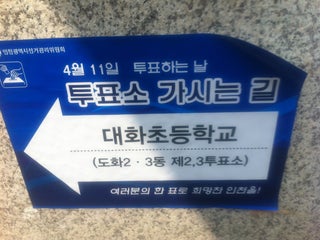 인천광역시선거관리위원회
4월 11일 투표하는 날
투표소 가시는 길
대화초등학교
(도화2 · 3동 제2,3투표소)
여러분의 한 표로 희망찬 인천을!